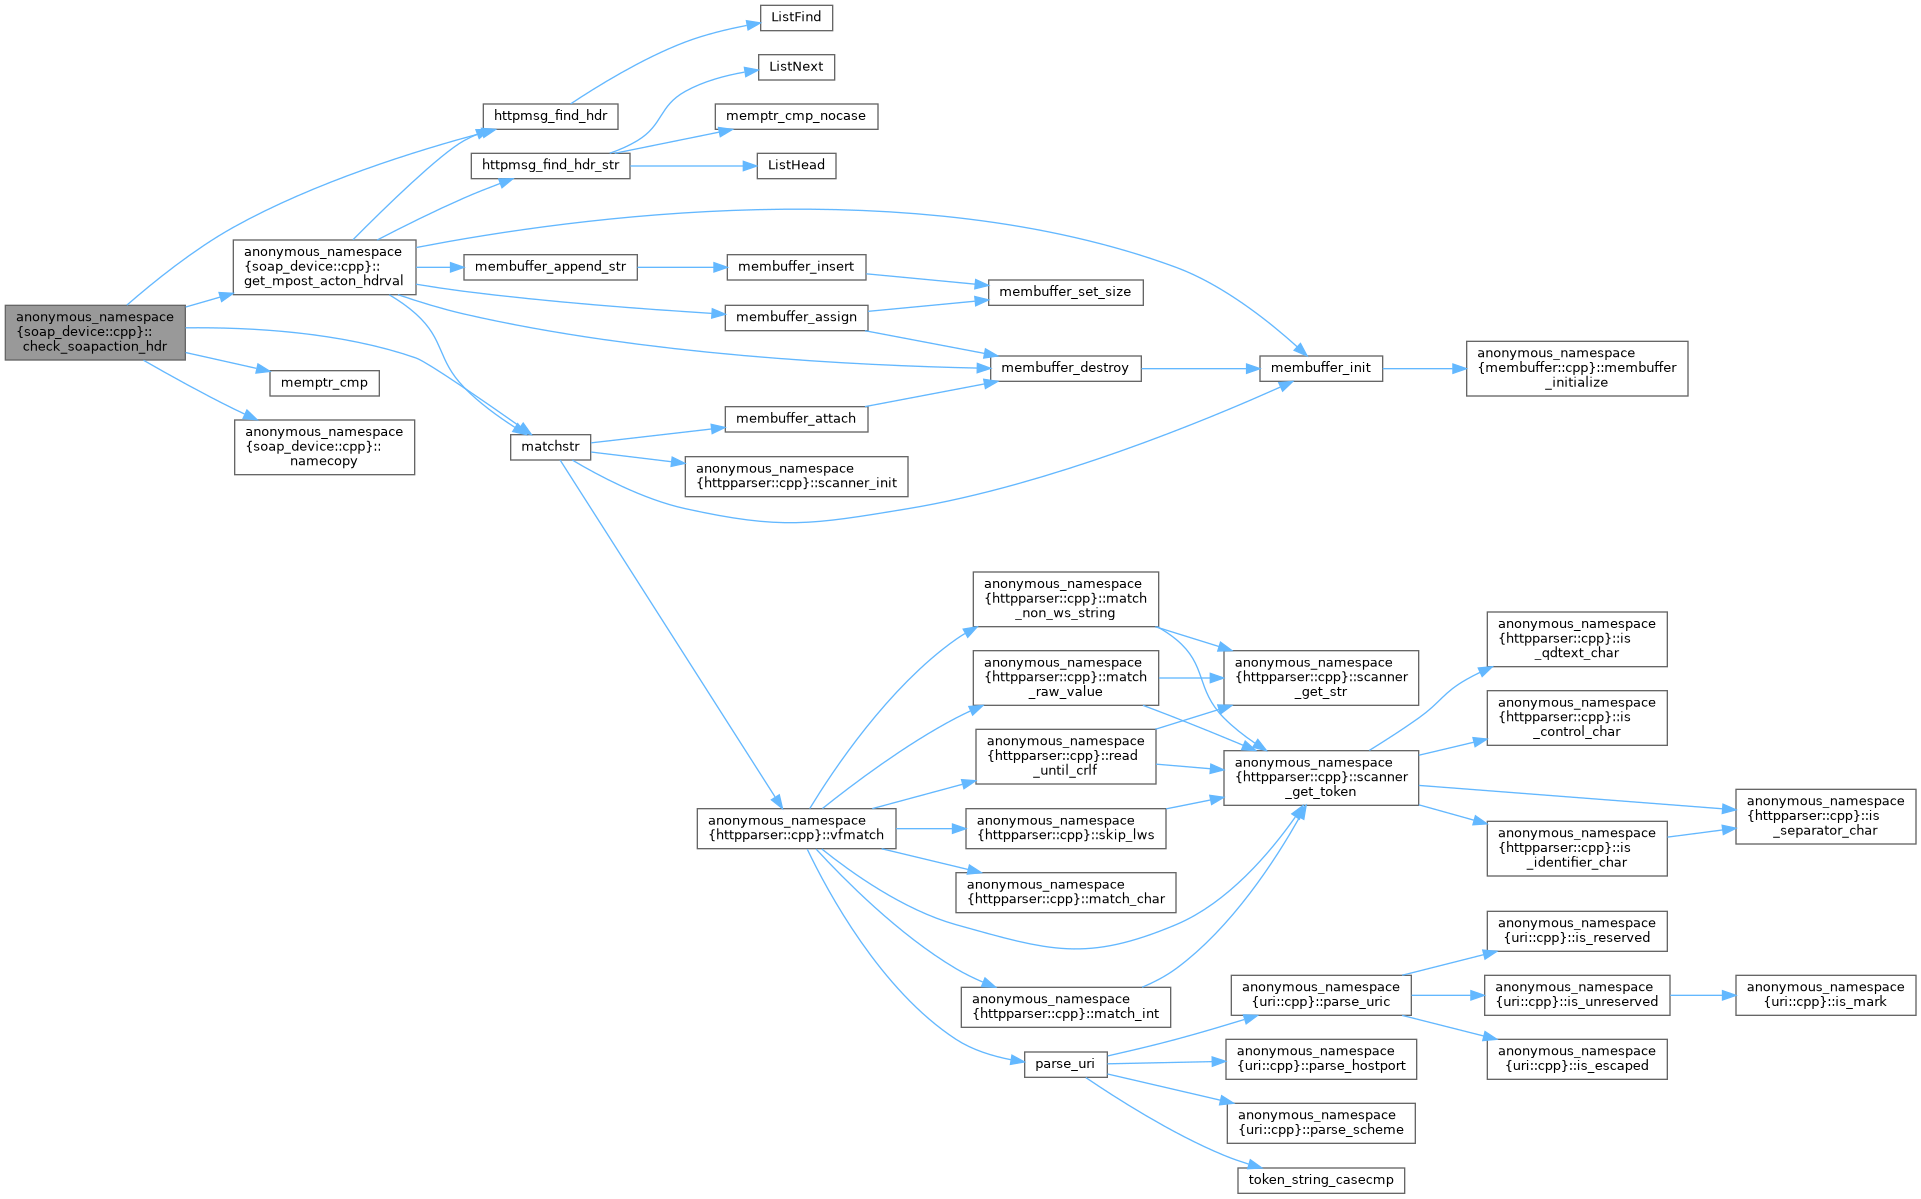 ListFind
ListNext
httpmsg_find_hdr
memptr_cmp_nocase
httpmsg_find_hdr_str
ListHead
anonymous_namespace
{soap_device::cpp}::
get_mpost_acton_hdrval
membuffer_append_str
membuffer_insert
membuffer_set_size
anonymous_namespace
{soap_device::cpp}::
check_soapaction_hdr
membuffer_assign
membuffer_destroy
membuffer_init
anonymous_namespace
{membuffer::cpp}::membuffer
_initialize
memptr_cmp
membuffer_attach
anonymous_namespace
{soap_device::cpp}::
namecopy
matchstr
anonymous_namespace
{httpparser::cpp}::scanner_init
anonymous_namespace
{httpparser::cpp}::match
_non_ws_string
anonymous_namespace
{httpparser::cpp}::is
_qdtext_char
anonymous_namespace
{httpparser::cpp}::match
_raw_value
anonymous_namespace
{httpparser::cpp}::scanner
_get_str
anonymous_namespace
{httpparser::cpp}::is
_control_char
anonymous_namespace
{httpparser::cpp}::read
_until_crlf
anonymous_namespace
{httpparser::cpp}::scanner
_get_token
anonymous_namespace
{httpparser::cpp}::is
_separator_char
anonymous_namespace
{httpparser::cpp}::vfmatch
anonymous_namespace
{httpparser::cpp}::skip_lws
anonymous_namespace
{httpparser::cpp}::is
_identifier_char
anonymous_namespace
{httpparser::cpp}::match_char
anonymous_namespace
{uri::cpp}::is_reserved
anonymous_namespace
{httpparser::cpp}::match_int
anonymous_namespace
{uri::cpp}::parse_uric
anonymous_namespace
{uri::cpp}::is_unreserved
anonymous_namespace
{uri::cpp}::is_mark
parse_uri
anonymous_namespace
{uri::cpp}::parse_hostport
anonymous_namespace
{uri::cpp}::is_escaped
anonymous_namespace
{uri::cpp}::parse_scheme
token_string_casecmp